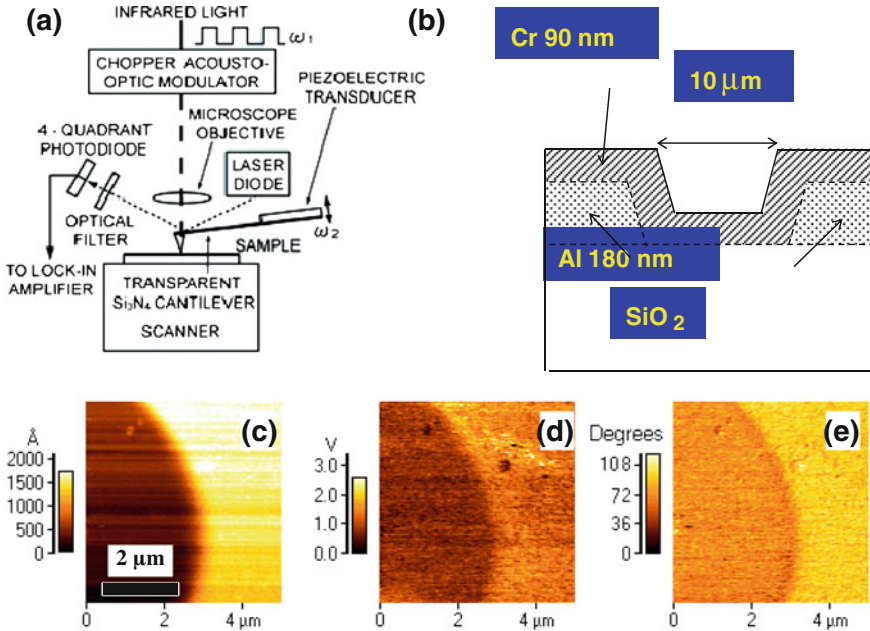 (a)
INFRARED LIGHT
ω1
CHOPPER ACOUSTO-
OPTIC MODULATOR
PIEZOELECTRIC
TRANSDUCER
4 - QUADRANT
PHOTODIODE
MICROSCOPE
OBJECTIVE
LASER
DIODE
OPTICAL
FILTER
ω2
SAMPLE
TO LOCK-IN
AMPLIFIER
TRANSPARENT
Si3N4 CANTILEVER
SCANNER
(b)
Cr 90 nm
10 μm
Al 180 nm
SiO 2
(c)
Å
2000
1500
1000
500
0
2 μm
0 2 4 μm
(d)
V
3.0
2.0
1.0
0.0
0 2 4 μm
(e)
Degrees
108
72
36
0
0 2 4 μm